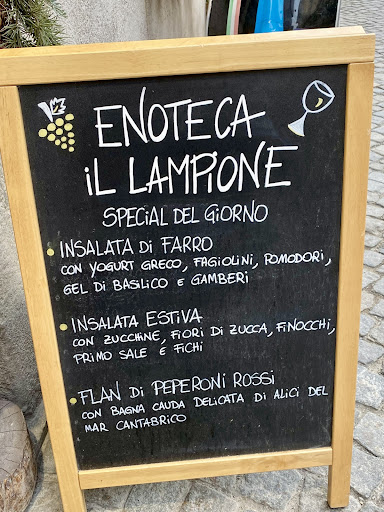 ENOTECA
iL LAMPIONE
SPECIAL DEL GIORNO
• INSALATA Di FARRO
CON YOGURT GRECO, FAGIOLINI, POMODORI,
GEL DI BASILICO E GAMBERI
• INSALATA ESTIVA
CON ZUCCHINE, FIORI DI ZUCCA, FINOCCHI,
PRIMO SALE E FICHI
• FLAN Di PEPERONI ROSSI
CON BAGNA CAUDA DELICATA DI ALICI DEL
MAR CANTABRICO